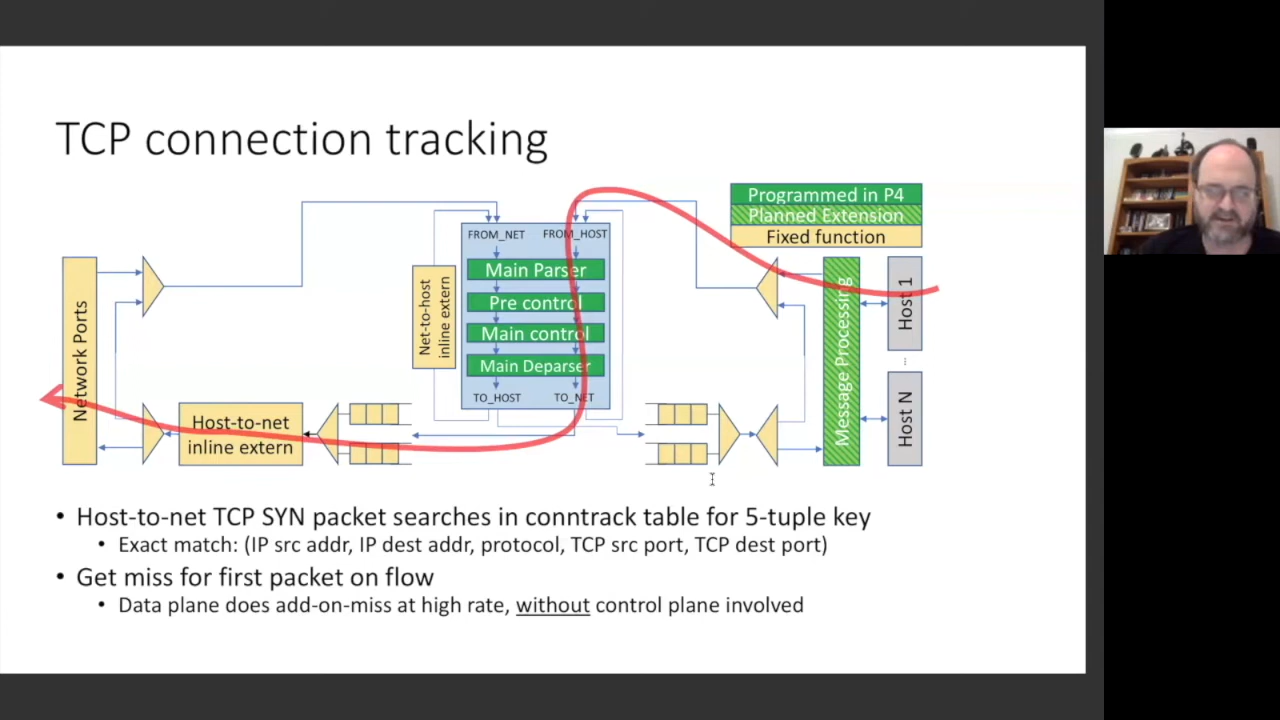 TCP connection tracking
Programmed in P4
Planned Extension
Fixed function
FROM_NET
FROM_HOST
Main Parser
Pre control
Main control
Main Deparser
TO_HOST
TO_NET
Network Ports
Net-to-host
inline extern
Host-to-net
inline extern
Message Processing
Host 1
...
Host N
• Host-to-net TCP SYN packet searches in conntrack table for 5-tuple key
• Exact match: (IP src addr, IP dest addr, protocol, TCP src port, TCP dest port)
• Get miss for first packet on flow
• Data plane does add-on-miss at high rate, without control plane involved